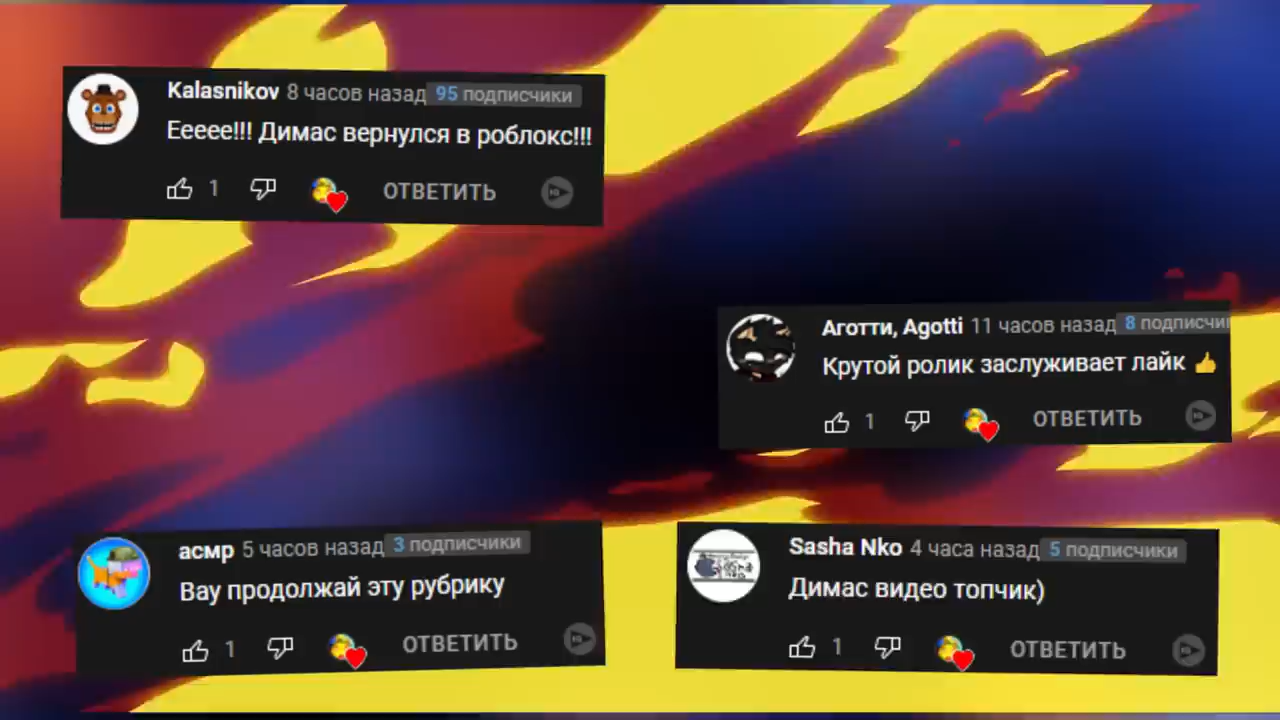 Kalasnikov 8 часов назад 95 подписчики
Ееееe!!! Димас вернулся в роблокс!!!
1 ОТВЕТИТЬ
Аготти, Agotti 11 часов назад 8 подписчи
Крутой ролик заслуживает лайк 👍
1 ОТВЕТИТЬ
асмр 5 часов назад 3 подписчики
Вау продолжай эту рубрику
1 ОТВЕТИТЬ
Sasha Nko 4 часа назад 5 подписчики
Димас видео топчик)
1 ОТВЕТИТЬ